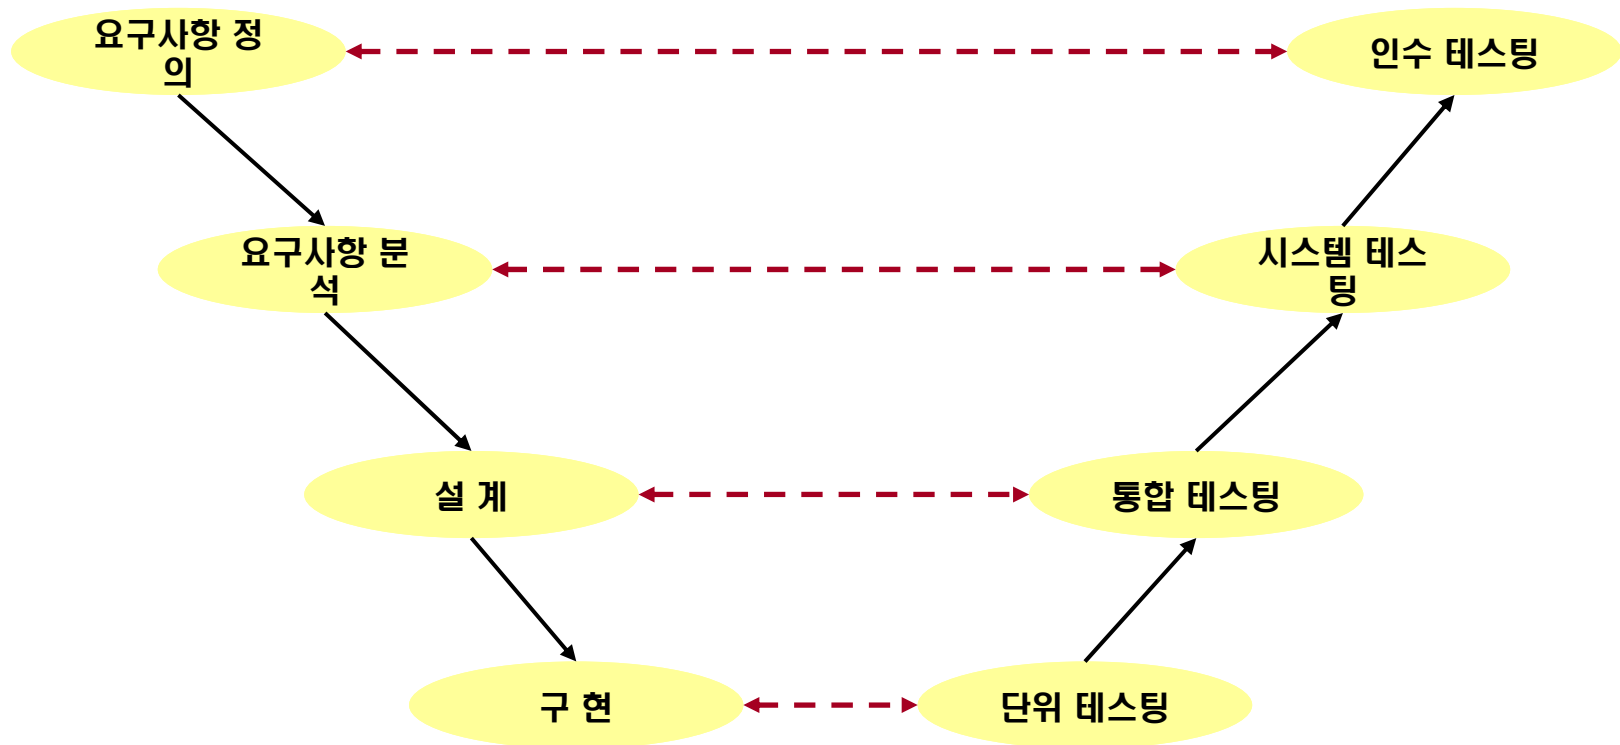 요구사항 정
의
인수 테스팅
요구사항 분
석
시스템 테스
팅
설 계
통합 테스팅
구 현
단위 테스팅